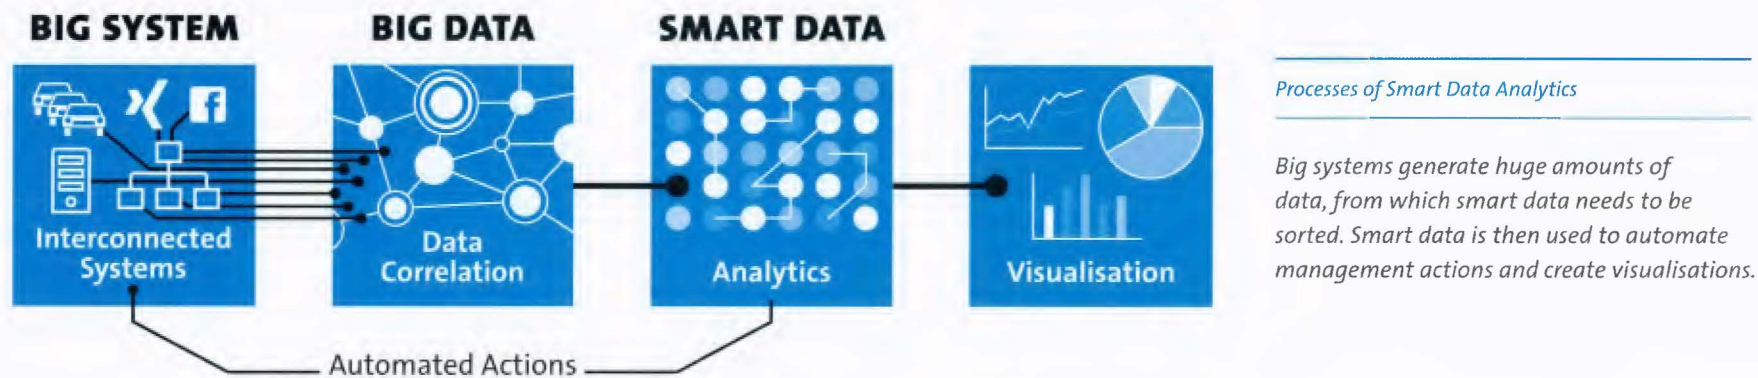 BIG SYSTEM
BIG DATA
SMART DATA
Interconnected
Systems
Data
Correlation
Analytics
Visualisation
Automated Actions
Processes of Smart Data Analytics
Big systems generate huge amounts of
data, from which smart data needs to be
sorted. Smart data is then used to automate
management actions and create visualisations.